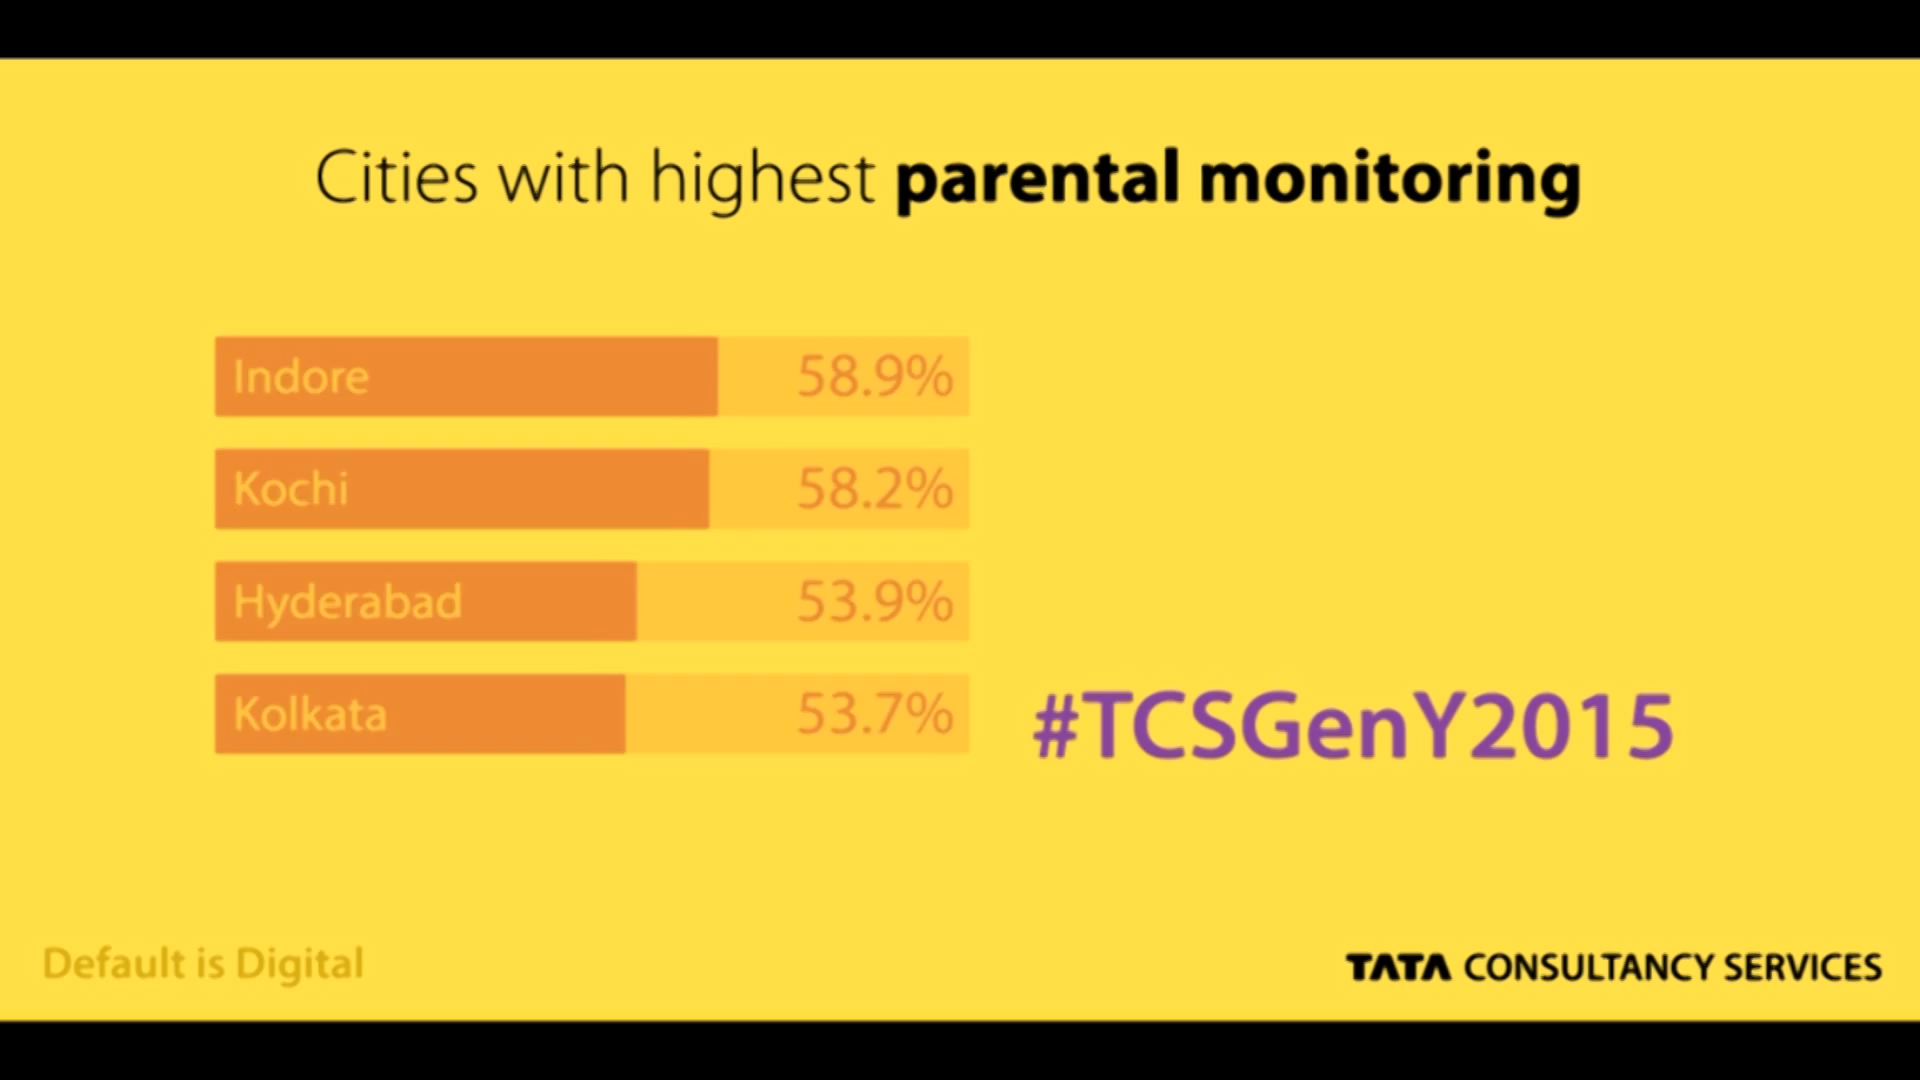 Cities with highest parental monitoring
Indore 58.9%
Kochi 58.2%
Hyderabad 53.9%
Kolkata 53.7%
#TCSGenY2015
Default is Digital
TATA CONSULTANCY SERVICES